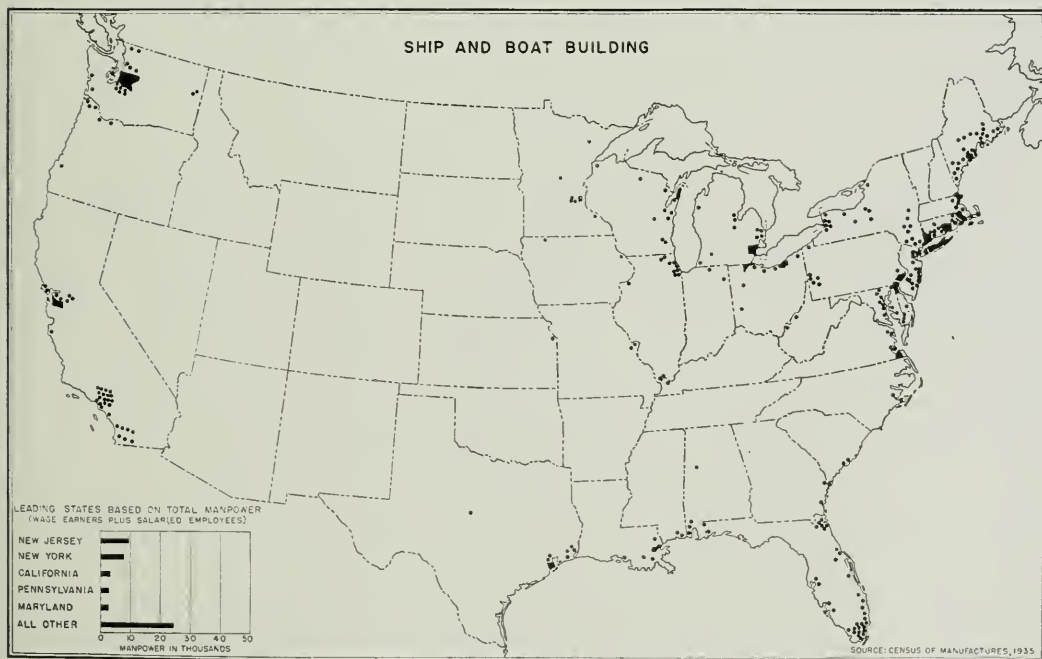 SHIP AND BOAT BUILDING
LEADING STATES BASED ON TOTAL MANPOWER
(WAGE EARNERS PLUS SALARIED EMPLOYEES)
NEW JERSEY
NEW YORK
CALIFORNIA
PENNSYLVANIA
MARYLAND
ALL OTHER
0 10 20 30 40 50
MANPOWER IN THOUSANDS
SOURCE: CENSUS OF MANUFACTURES, 1935